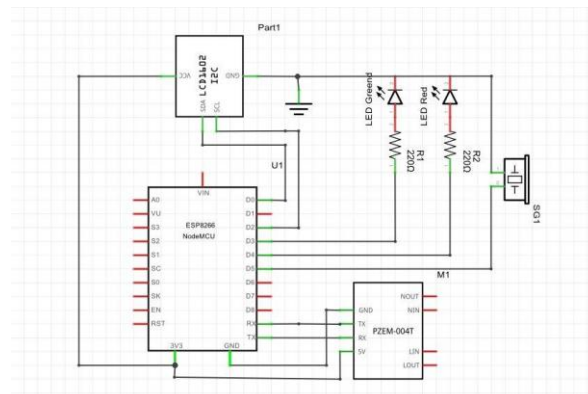 Part1
LCD1602
I2C
VCC
GND
SDA
SCL
LED Greend
LED Red
R1
220Ω
R2
220Ω
SG1
U1
VIN
ESP8266
NodeMCU
A0
VU
S3
S2
S1
SC
S0
SK
EN
RST
D0
D1
D2
D3
D4
D5
D6
D7
D8
RX
TX
3V3
GND
M1
PZEM-004T
GND
TX
RX
5V
NOUT
NIN
LIN
LOUT